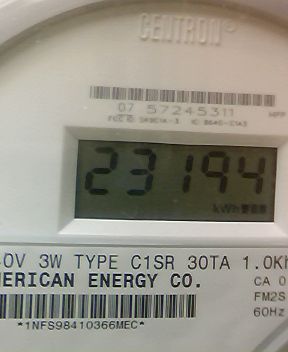 CENTRON®
07 57245311
23194
kWh
0V 3W TYPE C1SR 30TA 1.0Kh
MERICAN ENERGY CO.
CA 0
FM2S
60Hz
*1NFS98410366MEC*